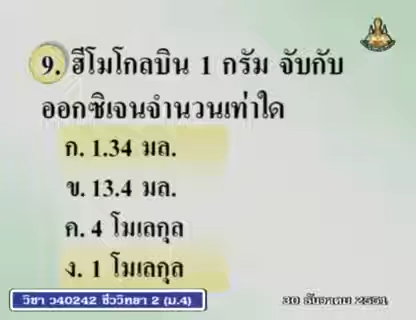 9. ฮีโมโกลบิน 1 กรัม จับกับ
ออกซิเจนจำนวนเท่าใด
ก. 1.34 มล.
ข. 13.4 มล.
ค. 4 โมเลกุล
ง. 1 โมเลกุล
วิชา ว40242 ชีววิทยา 2 (ม.4)
30 ธันวาคม 2551